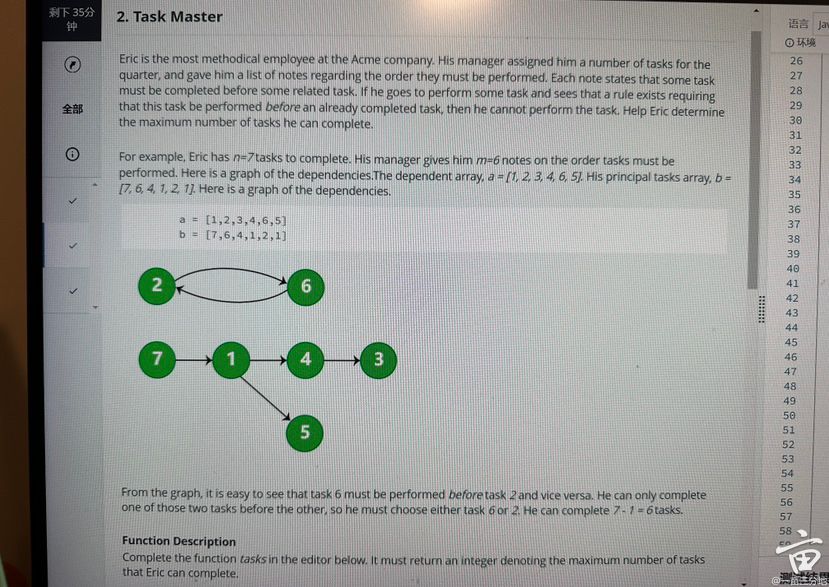 剩下 35分
钟
全部
2. Task Master
Eric is the most methodical employee at the Acme company. His manager assigned him a number of tasks for the
quarter, and gave him a list of notes regarding the order they must be performed. Each note states that some task
must be completed before some related task. If he goes to perform some task and sees that a rule exists requiring
that this task be performed before an already completed task, then he cannot perform the task. Help Eric determine
the maximum number of tasks he can complete.
For example, Eric has n=7 tasks to complete. His manager gives him m=6 notes on the order tasks must be
performed. Here is a graph of the dependencies.The dependent array, a = [1, 2, 3, 4, 6, 5]. His principal tasks array, b =
[7, 6, 4, 1, 2, 1]. Here is a graph of the dependencies.
a = [1,2,3,4,6,5]
b = [7,6,4,1,2,1]
2 6
7 1 4 3
5
From the graph, it is easy to see that task 6 must be performed before task 2 and vice versa. He can only complete
one of those two tasks before the other, so he must choose either task 6 or 2. He can complete 7 - 1 = 6 tasks.
Function Description
Complete the function tasks in the editor below. It must return an integer denoting the maximum number of tasks
that Eric can complete.
语言 Jav
环境
26
27
28
29
30
31
32
33
34
35
36
37
38
39
40
41
42
43
44
45
46
47
48
49
50
51
52
53
54
55
56
57
58